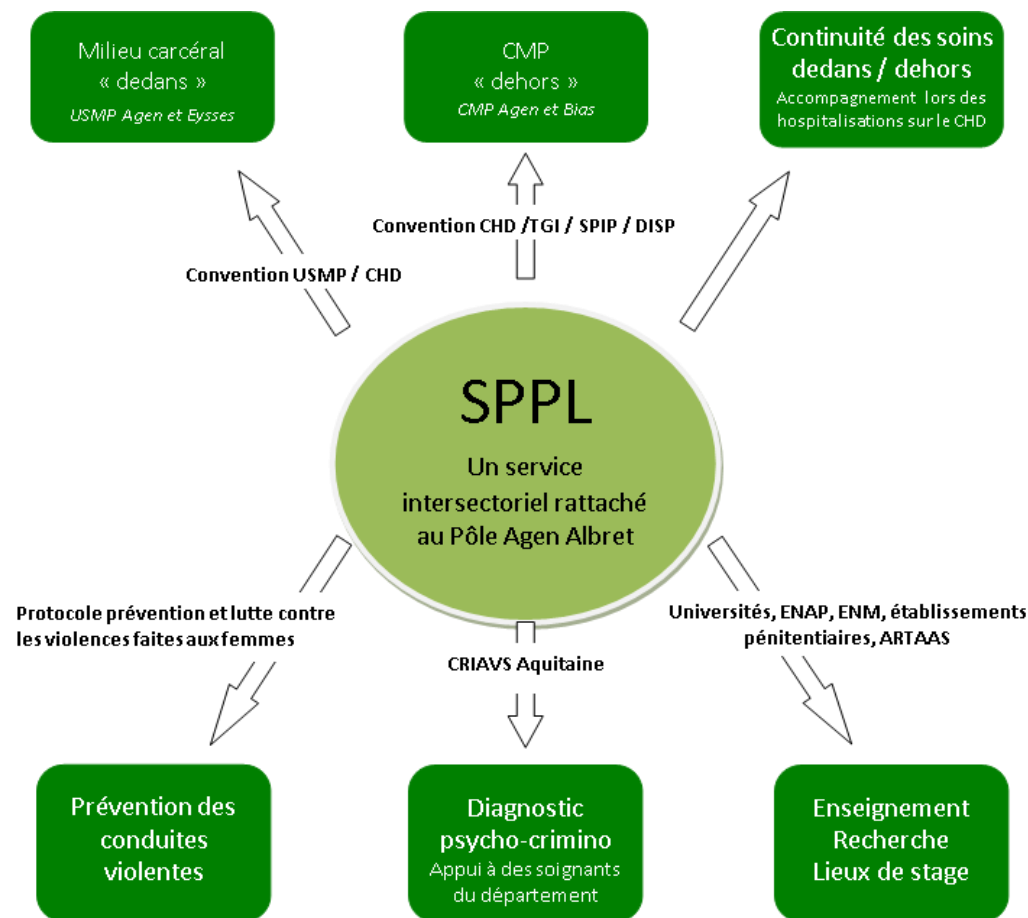 Milieu carcéral
« dedans »
USMP Agen et Eysses
CMP
« dehors »
CMP Agen et Bias
Continuité des soins
dedans / dehors
Accompagnement lors des
hospitalisations sur le CHD
Convention CHD /TGI / SPIP / DISP
Convention USMP / CHD
SPPL
Un service
intersectoriel rattaché
au Pôle Agen Albret
Protocole prévention et lutte contre
les violences faites aux femmes
CRIAVS Aquitaine
Universités, ENAP, ENM, établissements
pénitentiaires, ARTAAS
Prévention des
conduites
violentes
Diagnostic
psycho-crimino
Appui à des soignants
du département
Enseignement
Recherche
Lieux de stage